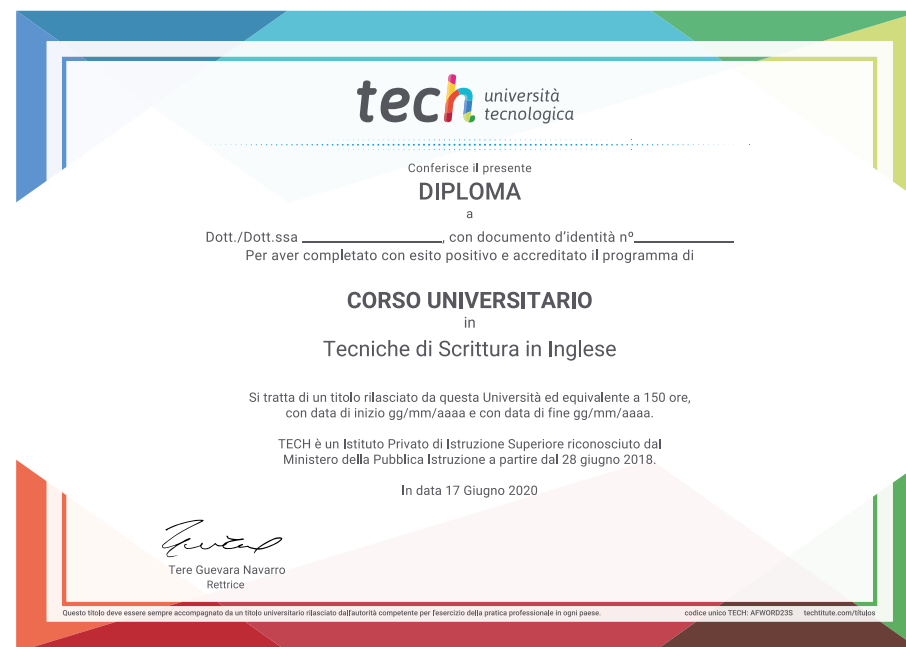 tech università
tecnologica
Conferisce il presente
DIPLOMA
a
Dott./Dott.ssa ____________________, con documento d'identità nº______________
Per aver completato con esito positivo e accreditato il programma di
CORSO UNIVERSITARIO
in
Tecniche di Scrittura in Inglese
Si tratta di un titolo rilasciato da questa Università ed equivalente a 150 ore,
con data di inizio gg/mm/aaaa e con data di fine gg/mm/aaaa.
TECH è un Istituto Privato di Istruzione Superiore riconosciuto dal
Ministero della Pubblica Istruzione a partire dal 28 giugno 2018.
In data 17 Giugno 2020
Tere Guevara Navarro
Rettrice
Questo titolo deve essere sempre accompagnato da un titolo universitario rilasciato dall'autorità competente per l'esercizio della pratica professionale in ogni paese. codice unico TECH: AFWORD23S techtitute.com/titulos